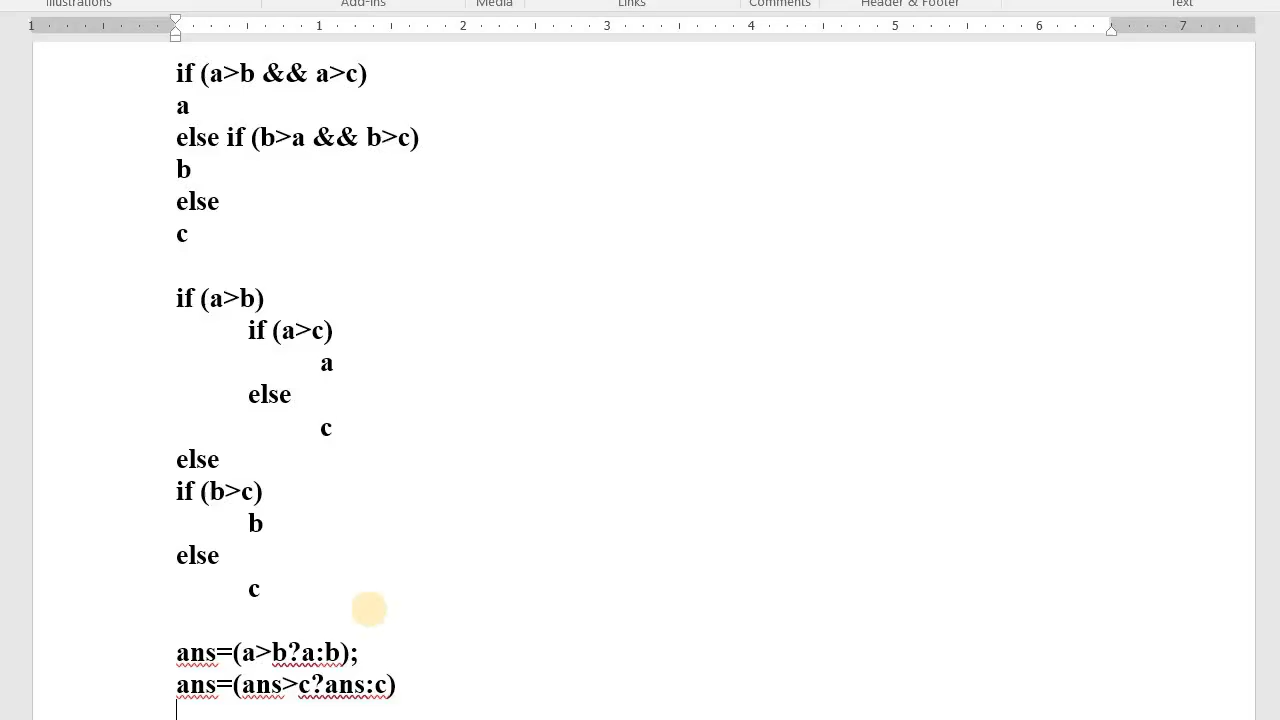 Illustrations Add-ins Media Links Comments Header & Footer Text
1 1 2 3 4 5 6 7
if (a>b && a>c)
a
else if (b>a && b>c)
b
else
c
if (a>b)
if (a>c)
a
else
c
else
if (b>c)
b
else
c
ans=(a>b?a:b);
ans=(ans>c?ans:c)